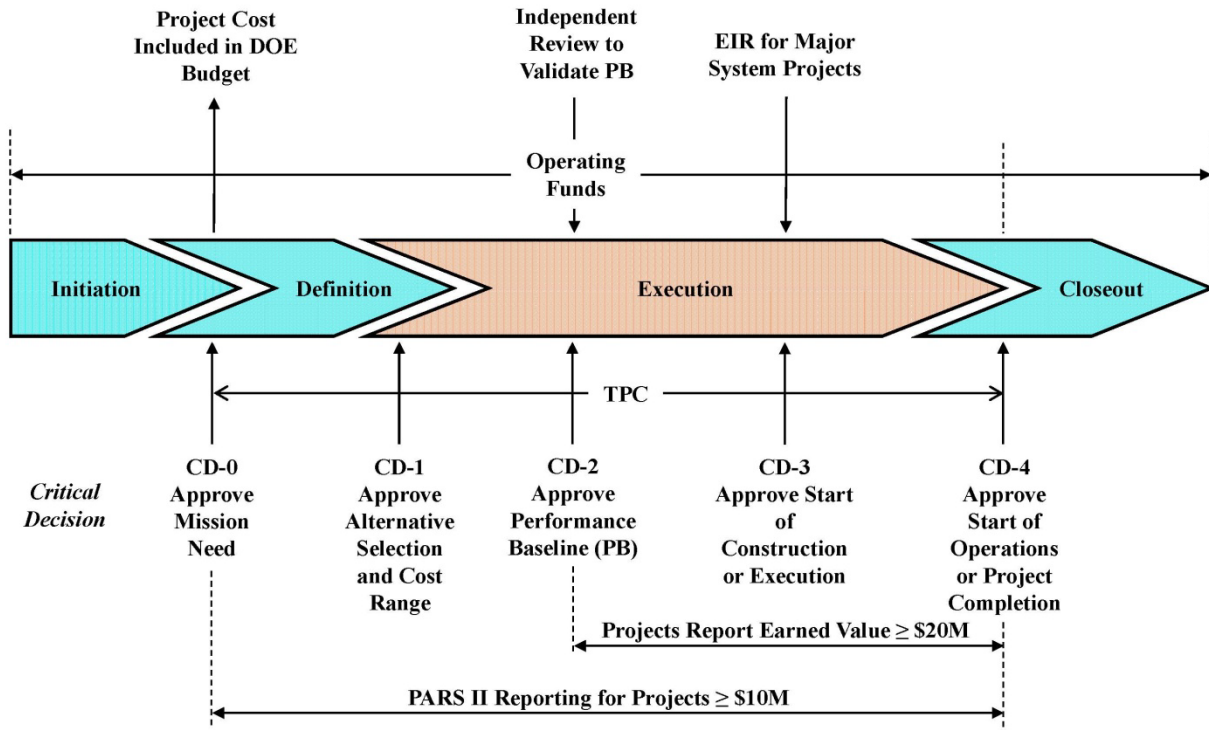 Project Cost
Included in DOE
Budget
Independent
Review to
Validate PB
EIR for Major
System Projects
Operating
Funds
Initiation
Definition
Execution
Closeout
TPC
Critical
Decision
CD-0
Approve
Mission
Need
CD-1
Approve
Alternative
Selection
and Cost
Range
CD-2
Approve
Performance
Baseline (PB)
CD-3
Approve Start
of
Construction
or Execution
CD-4
Approve
Start of
Operations
or Project
Completion
Projects Report Earned Value ≥ $20M
PARS II Reporting for Projects ≥ $10M